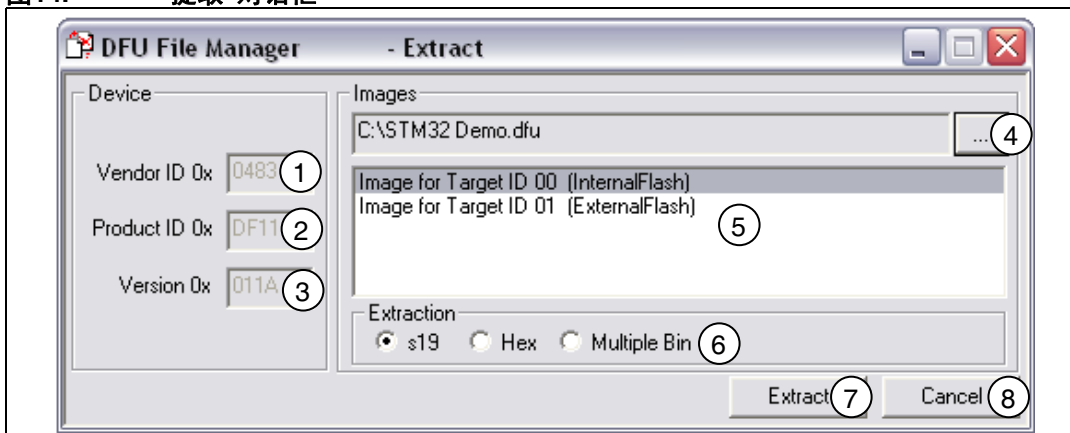 DFU File Manager - Extract
Device
Vendor ID 0x 0483 1
Product ID 0x DF11 2
Version 0x 011A 3
Images
C:\STM32 Demo.dfu
... 4
Image for Target ID 00 (InternalFlash)
Image for Target ID 01 (ExternalFlash)
5
Extraction
s19 Hex Multiple Bin 6
Extract 7 Cancel 8